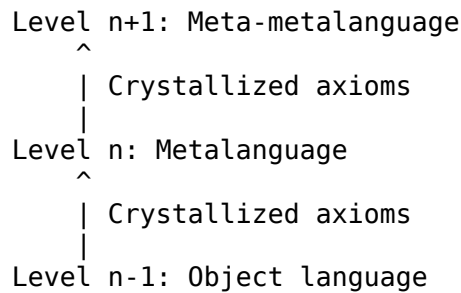 Level n+1: Meta-metalanguage
^
| Crystallized axioms
|
Level n: Metalanguage
^
| Crystallized axioms
|
Level n-1: Object language